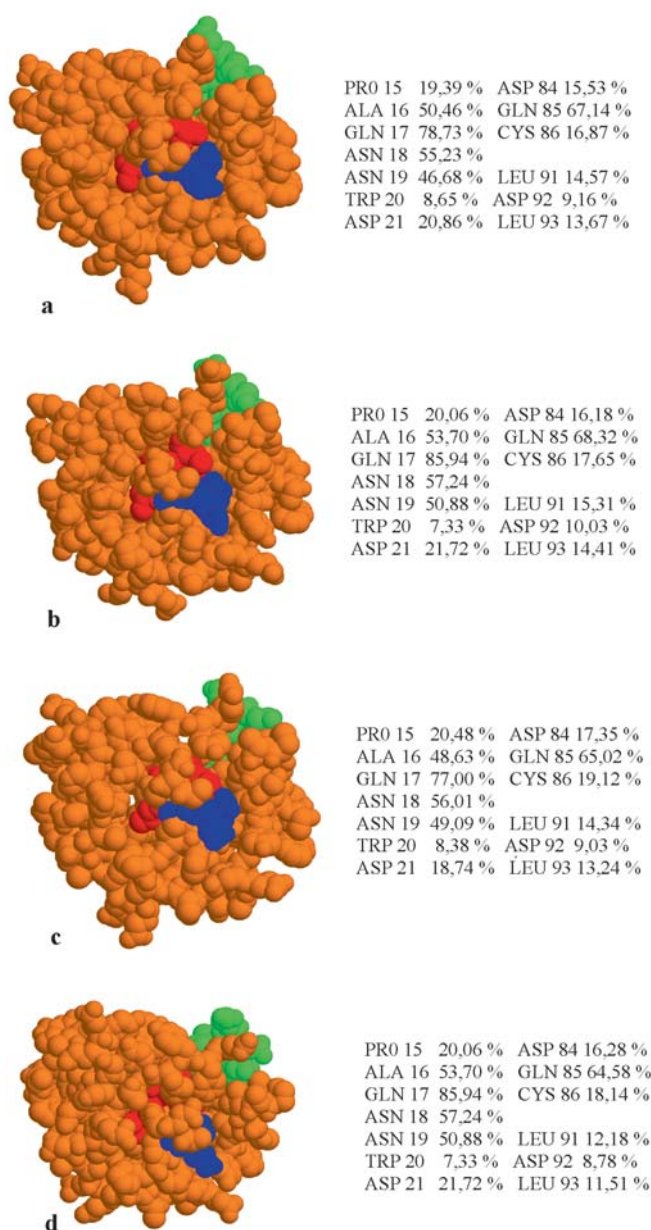 PR0 15 19,39 % ASP 84 15,53 %
ALA 16 50,46 % GLN 85 67,14 %
GLN 17 78,73 % CYS 86 16,87 %
ASN 18 55,23 %
ASN 19 46,68 % LEU 91 14,57 %
TRP 20 8,65 % ASP 92 9,16 %
ASP 21 20,86 % LEU 93 13,67 %
a
PR0 15 20,06 % ASP 84 16,18 %
ALA 16 53,70 % GLN 85 68,32 %
GLN 17 85,94 % CYS 86 17,65 %
ASN 18 57,24 %
ASN 19 50,88 % LEU 91 15,31 %
TRP 20 7,33 % ASP 92 10,03 %
ASP 21 21,72 % LEU 93 14,41 %
b
PR0 15 20,48 % ASP 84 17,35 %
ALA 16 48,63 % GLN 85 65,02 %
GLN 17 77,00 % CYS 86 19,12 %
ASN 18 56,01 %
ASN 19 49,09 % LEU 91 14,34 %
TRP 20 8,38 % ASP 92 9,03 %
ASP 21 18,74 % LEU 93 13,24 %
c
PR0 15 20,06 % ASP 84 16,28 %
ALA 16 53,70 % GLN 85 64,58 %
GLN 17 85,94 % CYS 86 18,14 %
ASN 18 57,24 %
ASN 19 50,88 % LEU 91 12,18 %
TRP 20 7,33 % ASP 92 8,78 %
ASP 21 21,72 % LEU 93 11,51 %
d